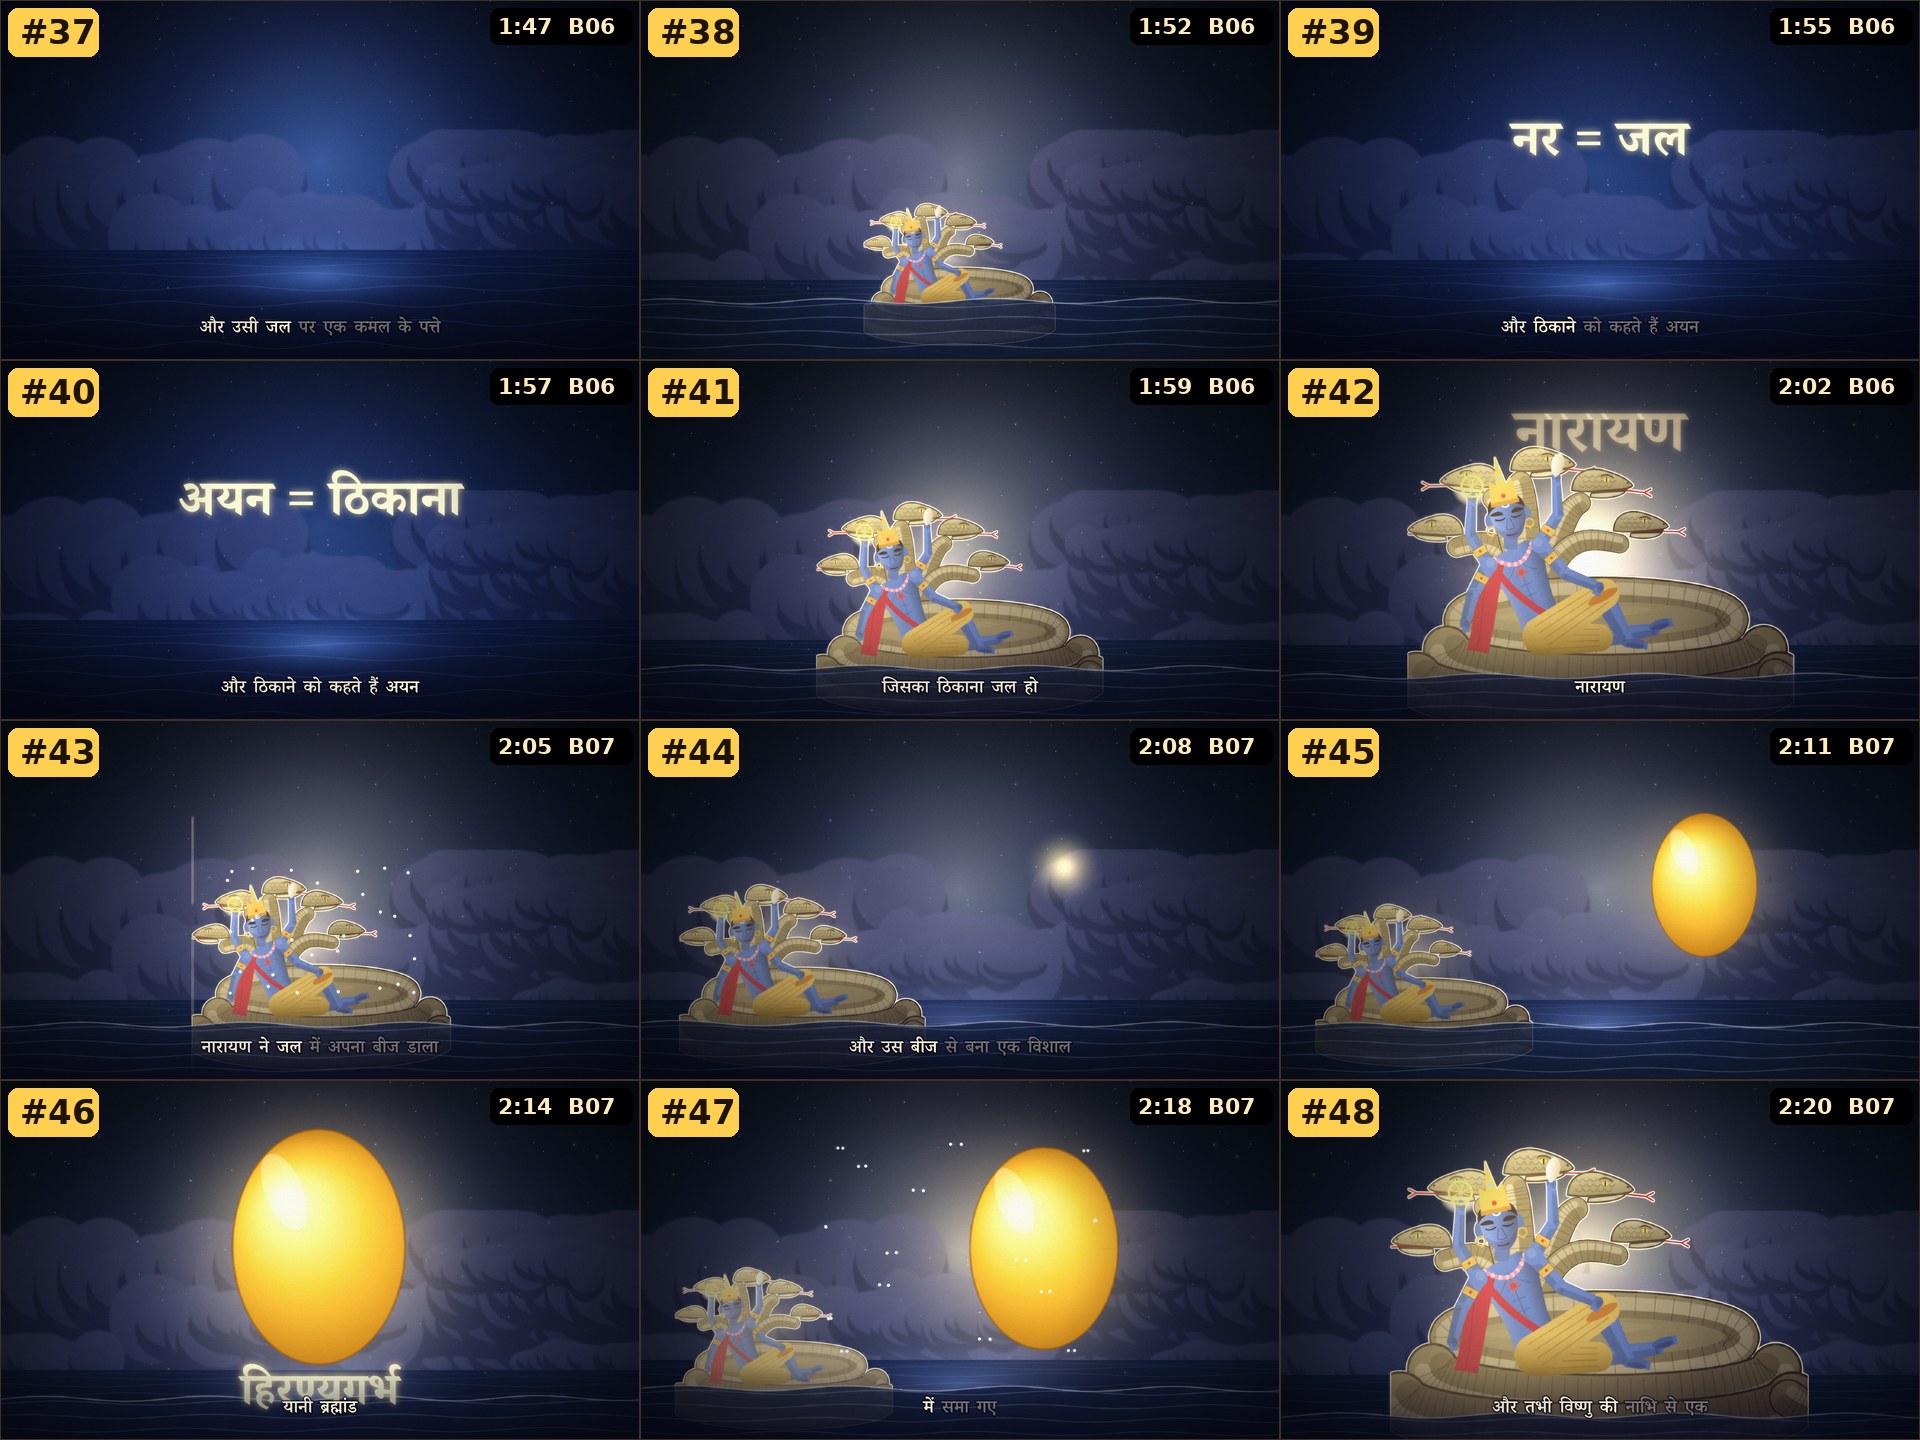 #37
1:47 B06
और उसी जल पर एक कमल के पत्ते
#38
1:52 B06
#39
1:55 B06
नर = जल
और ठिकाने को कहते हैं अयन
#40
1:57 B06
अयन = ठिकाना
और ठिकाने को कहते हैं अयन
#41
1:59 B06
जिसका ठिकाना जल हो
#42
2:02 B06
नारायण
नारायण
#43
2:05 B07
नारायण ने जल में अपना बीज डाला
#44
2:08 B07
और उस बीज से बना एक विशाल
#45
2:11 B07
#46
2:14 B07
हिरण्यगर्भ
यानी ब्रह्मांड
#47
2:18 B07
में समा गए
#48
2:20 B07
और तभी विष्णु की नाभि से एक